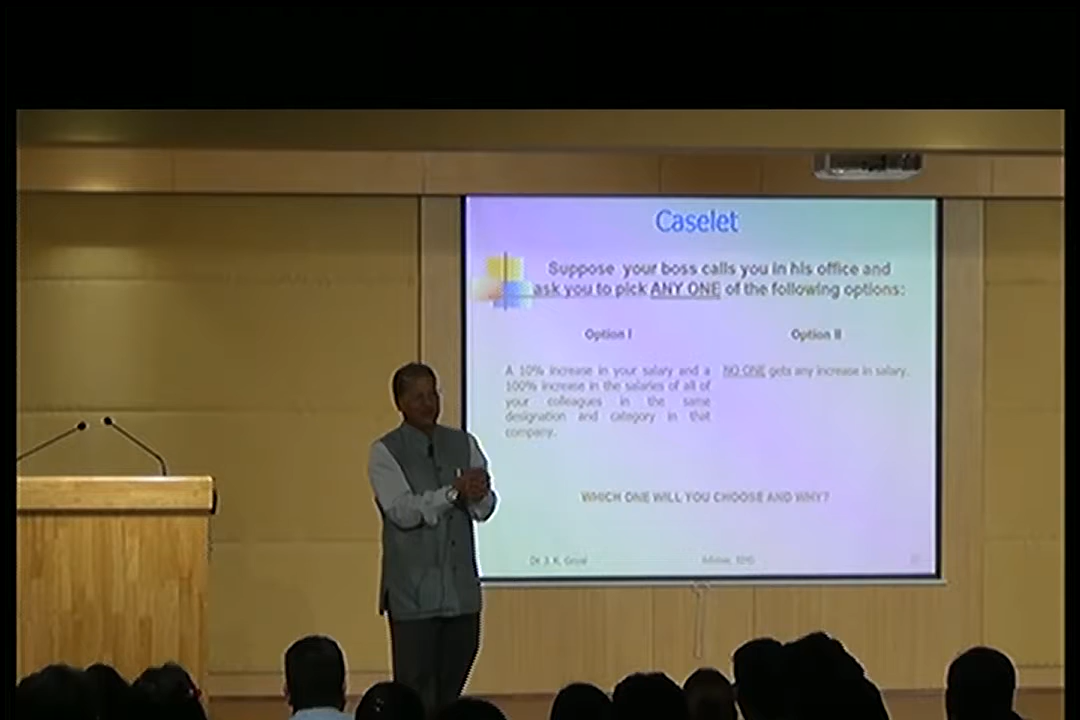 Caselet
Suppose your boss calls you in his office and
ask you to pick ANY ONE of the following options:
Option I
A 10% increase in your salary and a
100% increase in the salaries of all of
your colleagues in the same
designation and category in that
company.
Option II
NO ONE gets any increase in salary.
WHICH ONE WILL YOU CHOOSE AND WHY?
Dr. J. K. Goyal